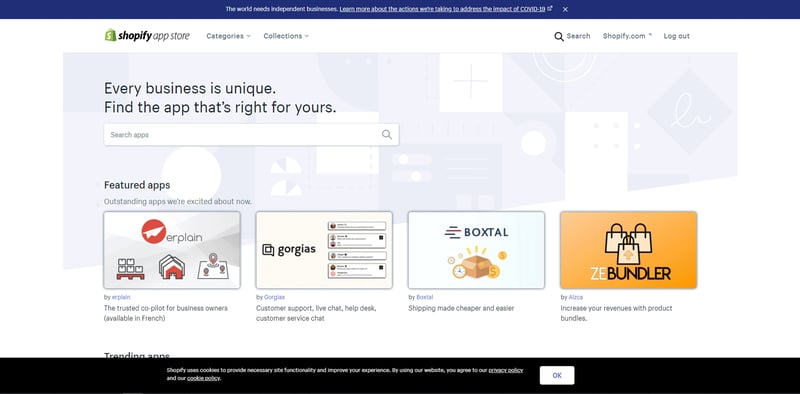 The world needs independent businesses. Learn more about the actions we're taking to address the impact of COVID-19
shopify app store Categories Collections Search Shopify.com Log out
Every business is unique.
Find the app that's right for yours.
Search apps
Featured apps
Outstanding apps we're excited about now.
erplain
gorgias
BOXTAL
ZEBUNDLER
by erplain
The trusted co-pilot for business owners
(available in French)
by Gorgias
Customer support, live chat, help desk,
customer service chat
by Boxtal
Shipping made cheaper and easier
by Aizca
Increase your revenues with product
bundles.
Trending apps
Shopify uses cookies to provide necessary site functionality and improve your experience. By using our website, you agree to our privacy policy
and our cookie policy.
OK